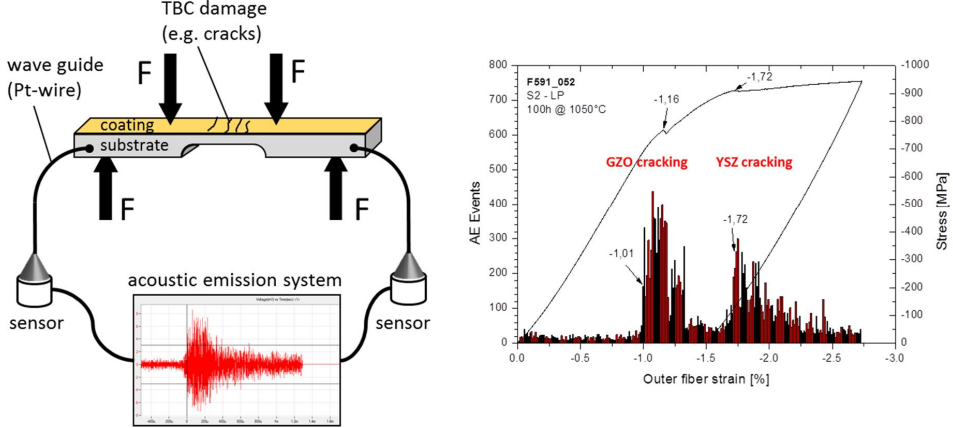 TBC damage
(e.g. cracks)
wave guide
(Pt-wire)
F
F
coating
substrate
F
F
acoustic emission system
sensor
sensor
800
700
600
500
400
300
200
100
0
AE Events
F591_052
S2 - LP
100h @ 1050°C
-1,16
-1,72
GZO cracking
YSZ cracking
-1,01
-1,72
-1000
-900
-800
-700
-600
-500
-400
-300
-200
-100
0
Stress [MPa]
0.0
-0.5
-1.0
-1.5
-2.0
-2.5
-3.0
Outer fiber strain [%]